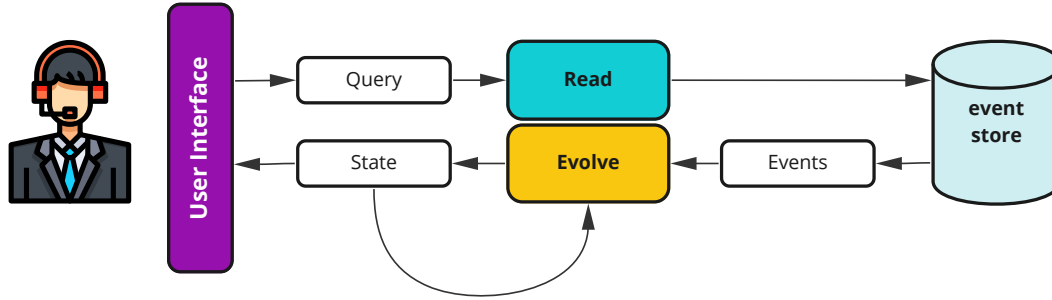 User Interface
Query
Read
event
store
State
Evolve
Events